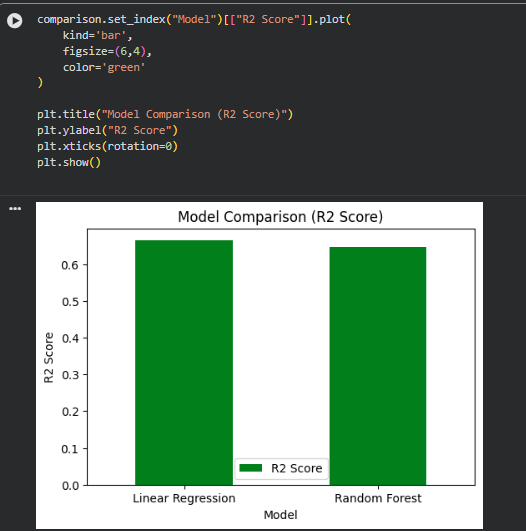 comparison.set_index("Model")[["R2 Score"]].plot(
    kind='bar',
    figsize=(6,4),
    color='green'
)
plt.title("Model Comparison (R2 Score)")
plt.ylabel("R2 Score")
plt.xticks(rotation=0)
plt.show()
Model Comparison (R2 Score)
0.6
0.5
0.4
0.3
0.2
0.1
0.0
R2 Score
R2 Score
Linear Regression
Random Forest
Model